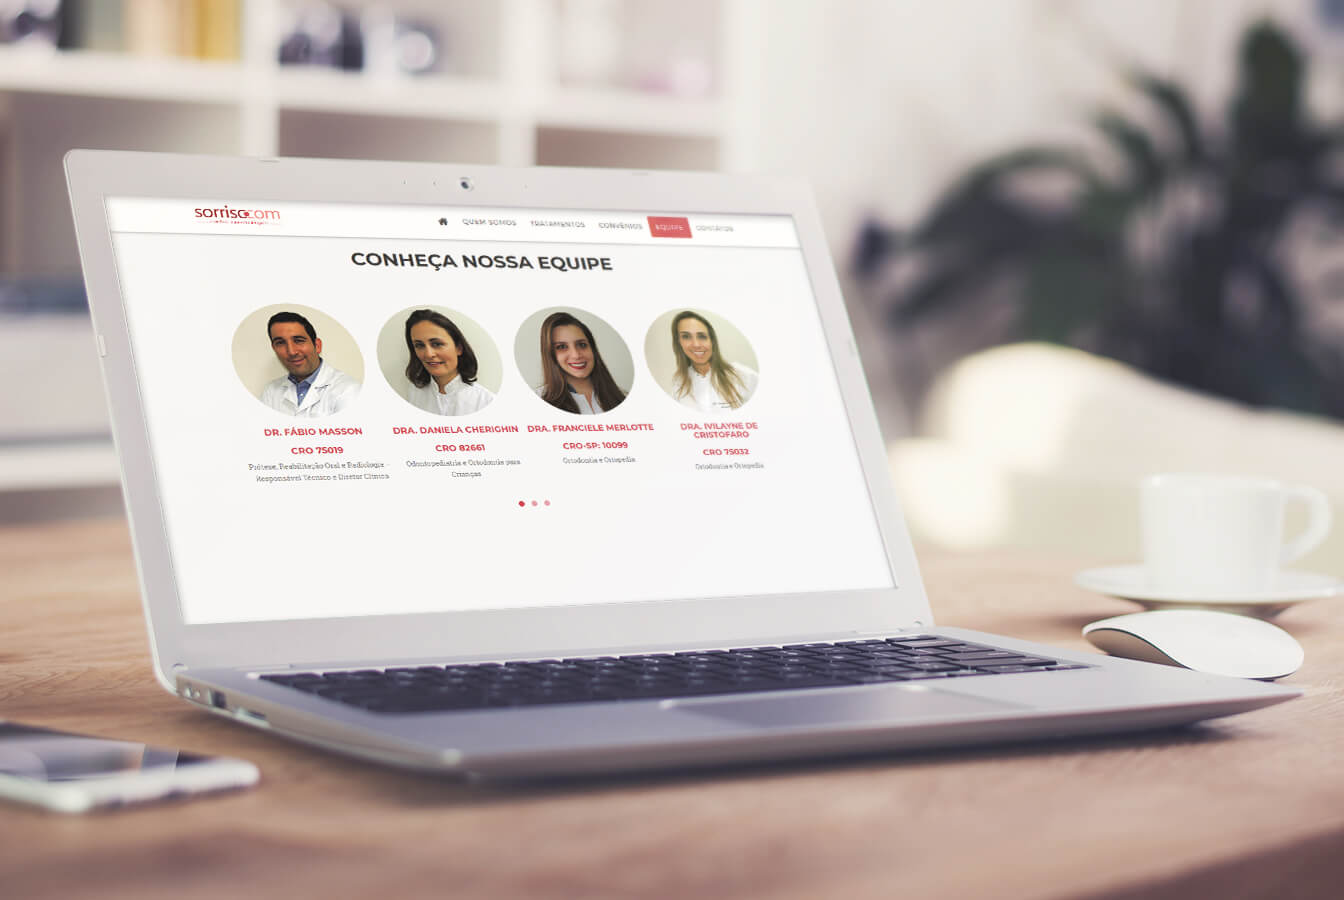 sorriso.com
QUEM SOMOS TRATAMENTOS CONVÊNIOS EQUIPE CONTATOS
CONHEÇA NOSSA EQUIPE
DR. FÁBIO MASSON
CRO 75019
Prótese, Reabilitação Oral e Radiologia -
Responsável Técnico e Diretor Clínico
DRA. DANIELA CHERIGHIN
CRO 82661
Odontopediatria e Ortodontia para
Crianças
DRA. FRANCIELE MERLOTTE
CRO-SP: 10099
Ortodontia e Ortopedia
DRA. IVILAYNE DE
CRISTOFARO
CRO 75032
Ortodontia e Ortopedia